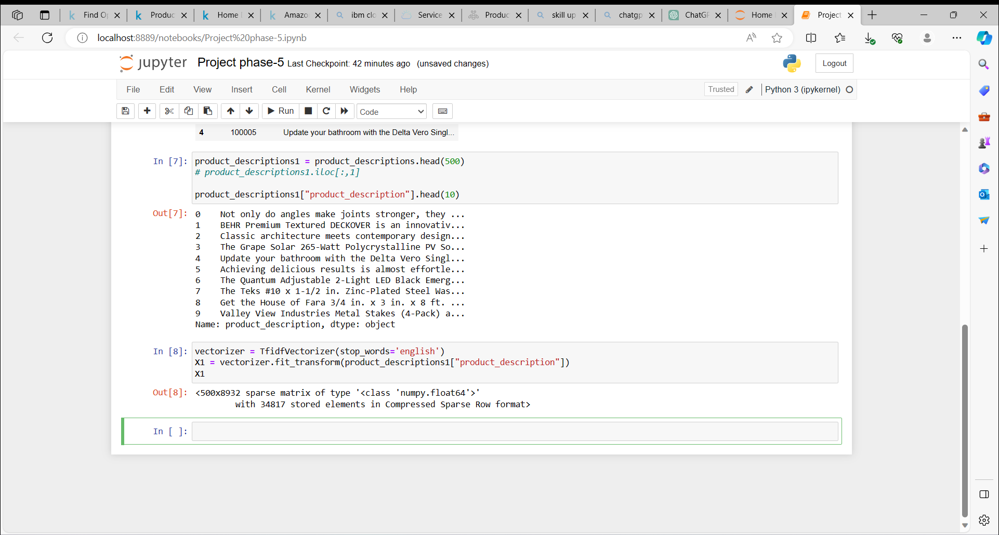 Find O
Produc
Home
Amazo
ibm clo
Service
Produc
skill up
chatgp
ChatGP
Home
Project
localhost:8889/notebooks/Project%20phase-5.ipynb
jupyter Project phase-5 Last Checkpoint: 42 minutes ago (unsaved changes)
Logout
File Edit View Insert Cell Kernel Widgets Help
Trusted Python 3 (ipykernel)
Run Code
4 100005 Update your bathroom with the Delta Vero Singl...
In [7]: product_descriptions1 = product_descriptions.head(500)
# product_descriptions1.iloc[:,1]
product_descriptions1["product_description"].head(10)
Out[7]: 0 Not only do angles make joints stronger, they ...
1 BEHR Premium Textured DECKOVER is an innovativ...
2 Classic architecture meets contemporary design...
3 The Grape Solar 265-Watt Polycrystalline PV So...
4 Update your bathroom with the Delta Vero Singl...
5 Achieving delicious results is almost effortle...
6 The Quantum Adjustable 2-Light LED Black Emerg...
7 The Teks #10 x 1-1/2 in. Zinc-Plated Steel Was...
8 Get the House of Fara 3/4 in. x 3 in. x 8 ft. ...
9 Valley View Industries Metal Stakes (4-Pack) a...
Name: product_description, dtype: object
In [8]: vectorizer = TfidfVectorizer(stop_words='english')
X1 = vectorizer.fit_transform(product_descriptions1["product_description"])
X1
Out[8]: <500x8932 sparse matrix of type '<class 'numpy.float64'>'
with 34817 stored elements in Compressed Sparse Row format>
In [ ]: